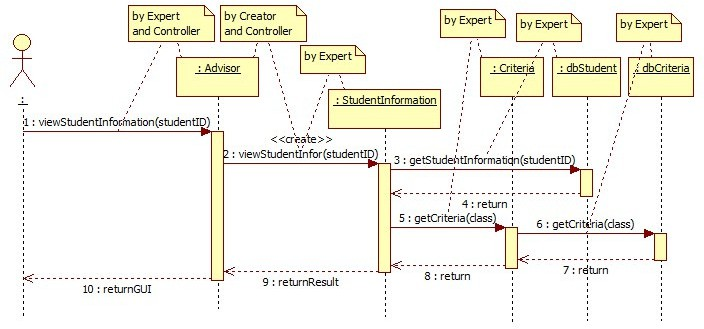 by Expert
and Controller
by Creator
and Controller
by Expert
by Expert
by Expert
by Expert
: Advisor
: StudentInformation
: Criteria
: dbStudent
: dbCriteria
:
1 : viewStudentInformation(studentID)
<<create>>
2 : viewStudentInfor(studentID)
3 : getStudentInformation(studentID)
4 : return
5 : getCriteria(class)
6 : getCriteria(class)
7 : return
8 : return
9 : returnResult
10 : returnGUI